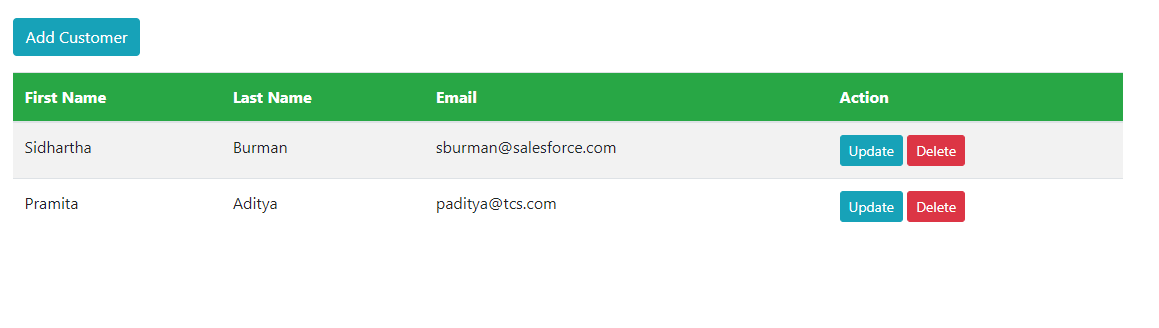 Add Customer
First Name Last Name Email Action
Sidhartha Burman sburman@salesforce.com Update Delete
Pramita Aditya paditya@tcs.com Update Delete